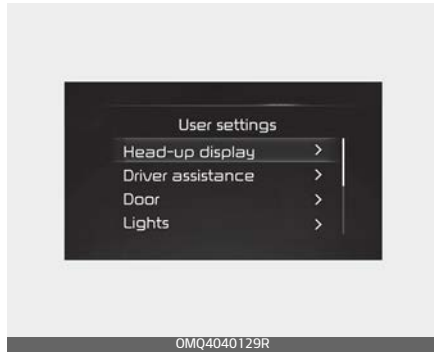 User settings
Head-up display >
Driver assistance >
Door >
Lights >
OMQ4040129R